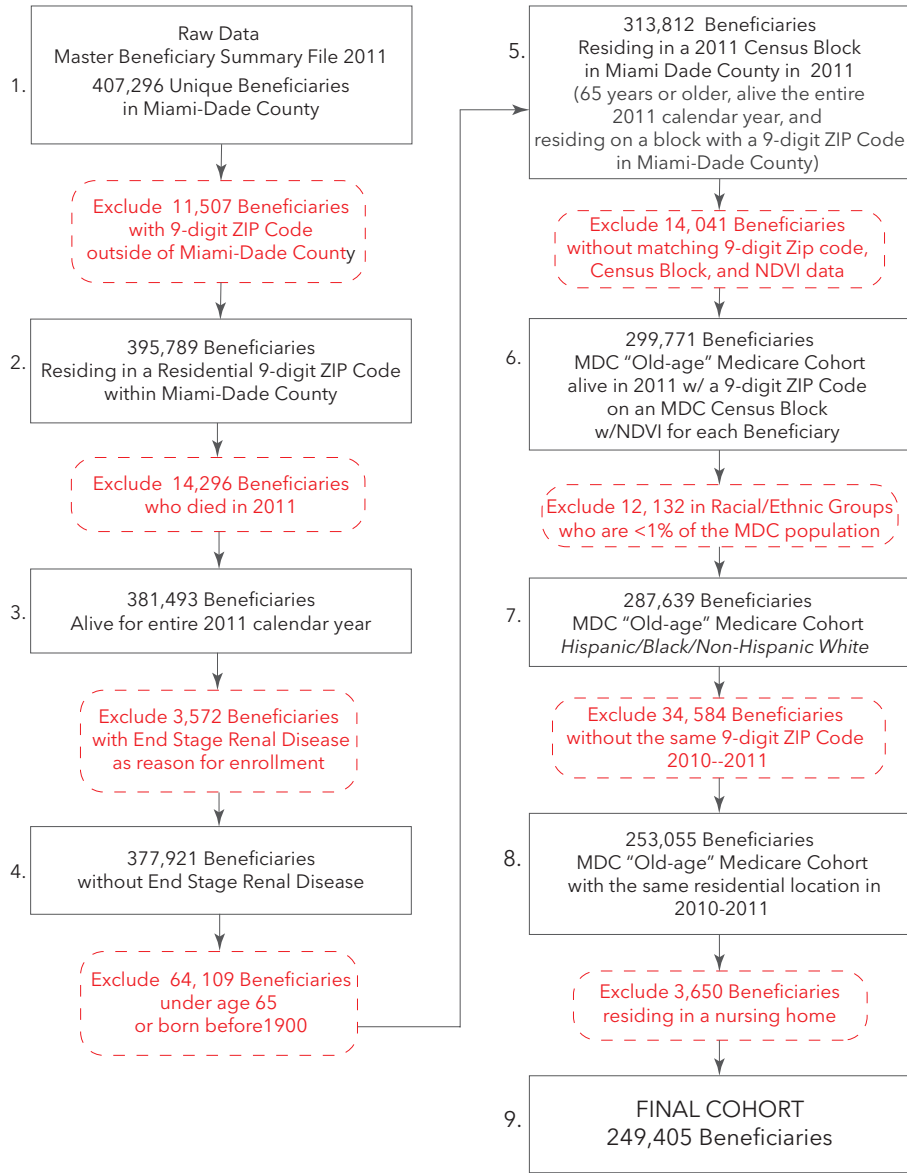 1.
Raw Data
Master Beneficiary Summary File 2011
407,296 Unique Beneficiaries
in Miami-Dade County
Exclude 11,507 Beneficiaries
with 9-digit ZIP Code
outside of Miami-Dade County
2.
395,789 Beneficiaries
Residing in a Residential 9-digit ZIP Code
within Miami-Dade County
Exclude 14,296 Beneficiaries
who died in 2011
3.
381,493 Beneficiaries
Alive for entire 2011 calendar year
Exclude 3,572 Beneficiaries
with End Stage Renal Disease
as reason for enrollment
4.
377,921 Beneficiaries
without End Stage Renal Disease
Exclude 64, 109 Beneficiaries
under age 65
or born before1900
5.
313,812 Beneficiaries
Residing in a 2011 Census Block
in Miami Dade County in 2011
(65 years or older, alive the entire
2011 calendar year, and
residing on a block with a 9-digit ZIP Code
in Miami-Dade County)
Exclude 14, 041 Beneficiaries
without matching 9-digit Zip code,
Census Block, and NDVI data
6.
299,771 Beneficiaries
MDC “Old-age” Medicare Cohort
alive in 2011 w/ a 9-digit ZIP Code
on an MDC Census Block
w/NDVI for each Beneficiary
Exclude 12, 132 in Racial/Ethnic Groups
who are <1% of the MDC population
7.
287,639 Beneficiaries
MDC “Old-age” Medicare Cohort
Hispanic/Black/Non-Hispanic White
Exclude 34, 584 Beneficiaries
without the same 9-digit ZIP Code
2010--2011
8.
253,055 Beneficiaries
MDC “Old-age” Medicare Cohort
with the same residential location in
2010-2011
Exclude 3,650 Beneficiaries
residing in a nursing home
9.
FINAL COHORT
249,405 Beneficiaries